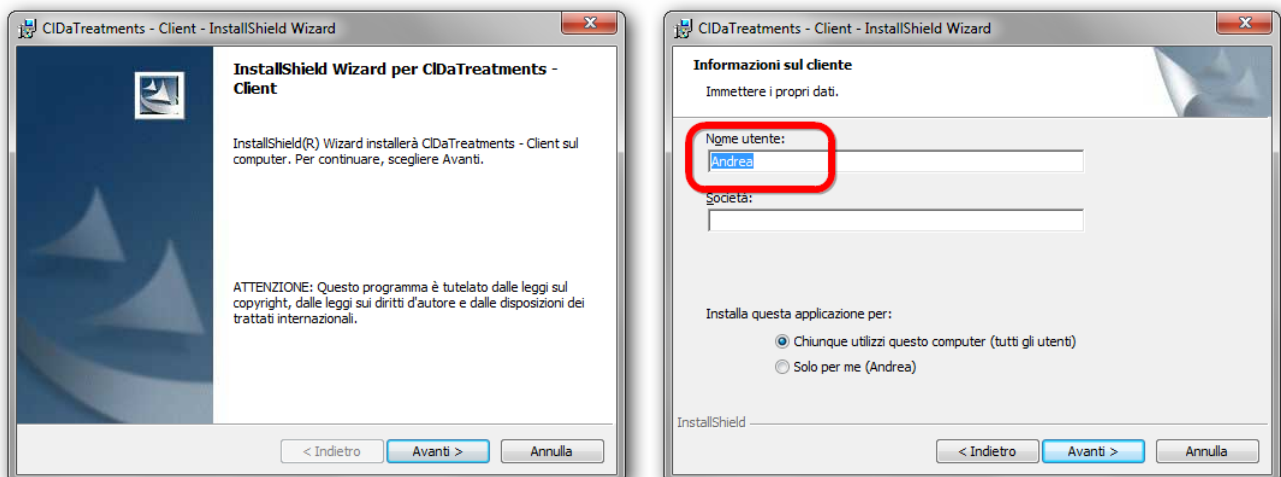 ClDaTreatments - Client - InstallShield Wizard
InstallShield Wizard per ClDaTreatments -
Client
InstallShield(R) Wizard installerà ClDaTreatments - Client sul
computer. Per continuare, scegliere Avanti.
ATTENZIONE: Questo programma è tutelato dalle leggi sul
copyright, dalle leggi sui diritti d'autore e dalle disposizioni dei
trattati internazionali.
< Indietro
Avanti >
Annulla
ClDaTreatments - Client - InstallShield Wizard
Informazioni sul cliente
Immettere i propri dati.
Nome utente:
Andrea
Società:
Installa questa applicazione per:
Chiunque utilizzi questo computer (tutti gli utenti)
Solo per me (Andrea)
InstallShield
< Indietro
Avanti >
Annulla